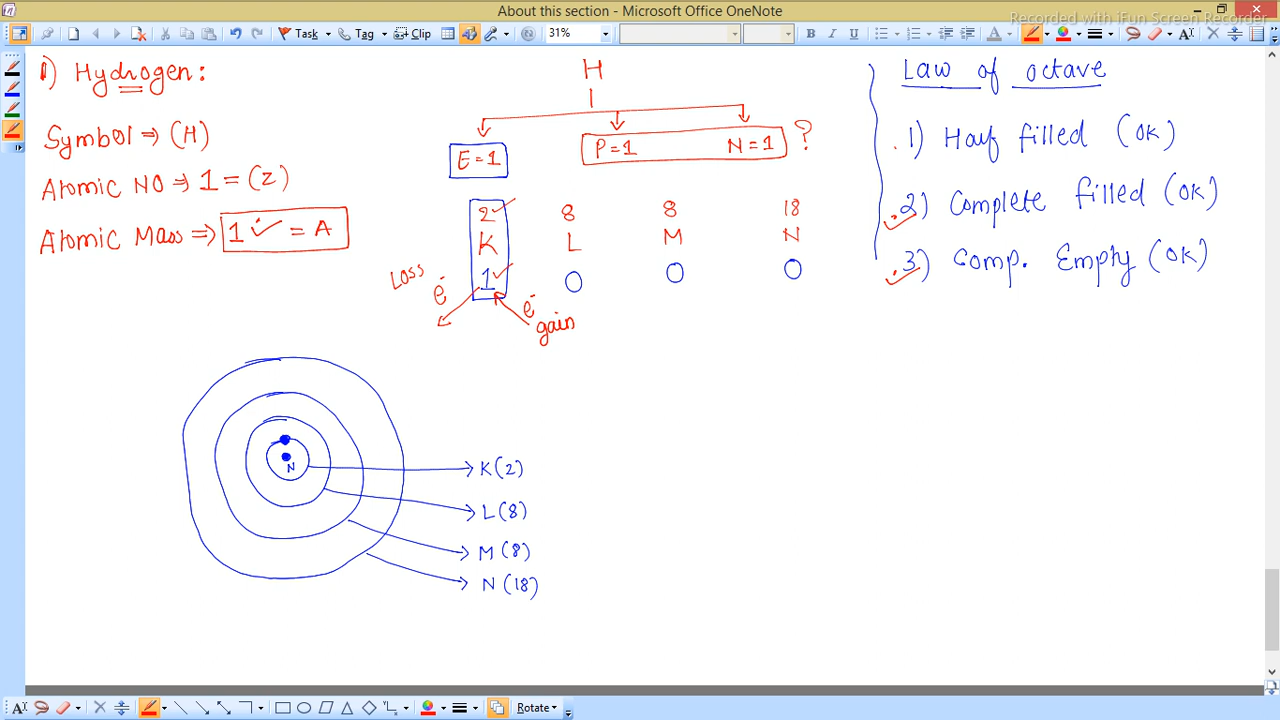 About this section - Microsoft Office OneNote
Recorded with iFun Screen Recorder
Task Tag Clip 31% B I U
1) Hydrogen:
Symbol ⇒ (H)
Atomic NO ⇒ 1 = (Z)
Atomic Mass ⇒ 1 ✓ = A
H
E = 1 P = 1 N = 1 ?
2 ✓ 8 8 18
K L M N
1 ✓ 0 0 0
Loss e⁻
e⁻ gain
Law of octave
1) Half filled (OK)
2) Complete filled (OK)
3) Comp. Empty (OK)
N
K (2)
L (8)
M (8)
N (18)
Rotate